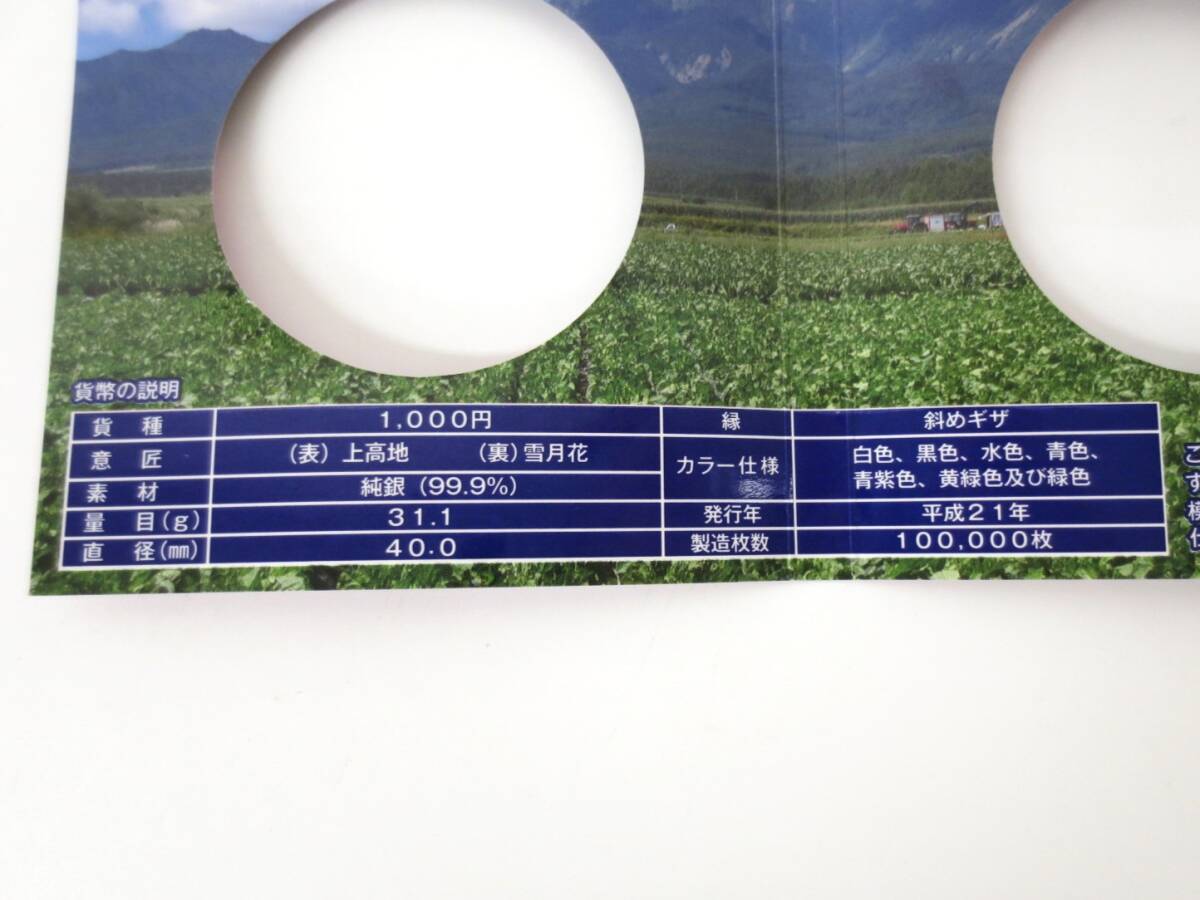 貨幣の説明
貨 種 1,000円 縁 斜めギザ
意 匠 (表)上高地 (裏)雪月花 カラー仕様 白色、黒色、水色、青色、
青紫色、黄緑色及び緑色
素 材 純銀(99.9%)
量 目(g) 31.1 発行年 平成21年
直 径(㎜) 40.0 製造枚数 100,000枚
こ
す
仕